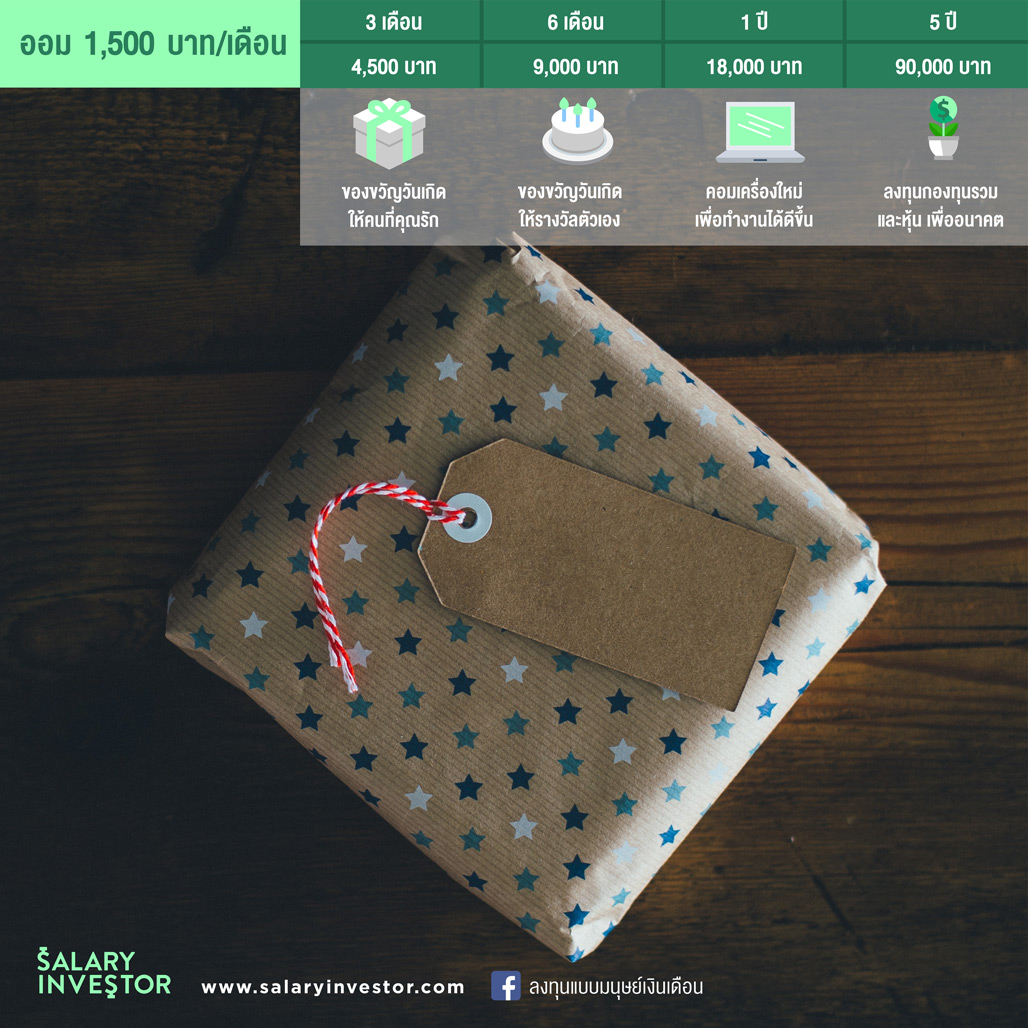 ออม 1,500 บาท/เดือน
3 เดือน 6 เดือน 1 ปี 5 ปี
4,500 บาท 9,000 บาท 18,000 บาท 90,000 บาท
ของขวัญวันเกิด
ให้คนที่คุณรัก
ของขวัญวันเกิด
ให้รางวัลตัวเอง
คอมเครื่องใหม่
เพื่อทำงานได้ดีขึ้น
ลงทุนกองทุนรวม
และหุ้น เพื่ออนาคต
SALARY
INVESTOR
www.salaryinvestor.com
ลงทุนแบบมนุษย์เงินเดือน